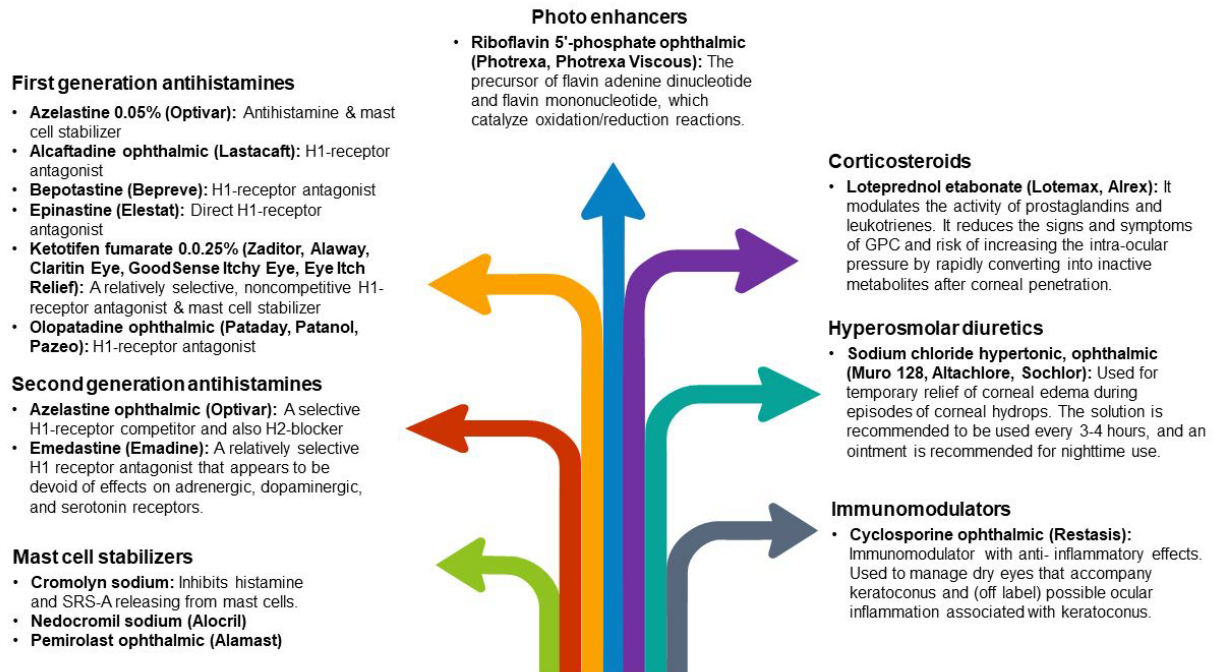 Photo enhancers
• Riboflavin 5'-phosphate ophthalmic
(Photrexa, Photrexa Viscous): The
precursor of flavin adenine dinucleotide
and flavin mononucleotide, which
catalyze oxidation/reduction reactions.
First generation antihistamines
• Azelastine 0.05% (Optivar): Antihistamine & mast
cell stabilizer
• Alcaftadine ophthalmic (Lastacaft): H1-receptor
antagonist
• Bepotastine (Bepreve): H1-receptor antagonist
• Epinastine (Elestat): Direct H1-receptor
antagonist
• Ketotifen fumarate 0.0.25% (Zaditor, Alaway,
Claritin Eye, GoodSense Itchy Eye, Eye Itch
Relief): A relatively selective, noncompetitive H1-
receptor antagonist & mast cell stabilizer
• Olopatadine ophthalmic (Pataday, Patanol,
Pazeo): H1-receptor antagonist
Second generation antihistamines
• Azelastine ophthalmic (Optivar): A selective
H1-receptor competitor and also H2-blocker
• Emedastine (Emadine): A relatively selective
H1 receptor antagonist that appears to be
devoid of effects on adrenergic, dopaminergic,
and serotonin receptors.
Mast cell stabilizers
• Cromolyn sodium: Inhibits histamine
and SRS-A releasing from mast cells.
• Nedocromil sodium (Alocril)
• Pemirolast ophthalmic (Alamast)
Corticosteroids
• Loteprednol etabonate (Lotemax, Alrex): It
modulates the activity of prostaglandins and
leukotrienes. It reduces the signs and symptoms
of GPC and risk of increasing the intra-ocular
pressure by rapidly converting into inactive
metabolites after corneal penetration.
Hyperosmolar diuretics
• Sodium chloride hypertonic, ophthalmic
(Muro 128, Altachlore, Sochlor): Used for
temporary relief of corneal edema during
episodes of corneal hydrops. The solution is
recommended to be used every 3-4 hours, and an
ointment is recommended for nighttime use.
Immunomodulators
• Cyclosporine ophthalmic (Restasis):
Immunomodulator with anti- inflammatory effects.
Used to manage dry eyes that accompany
keratoconus and (off label) possible ocular
inflammation associated with keratoconus.